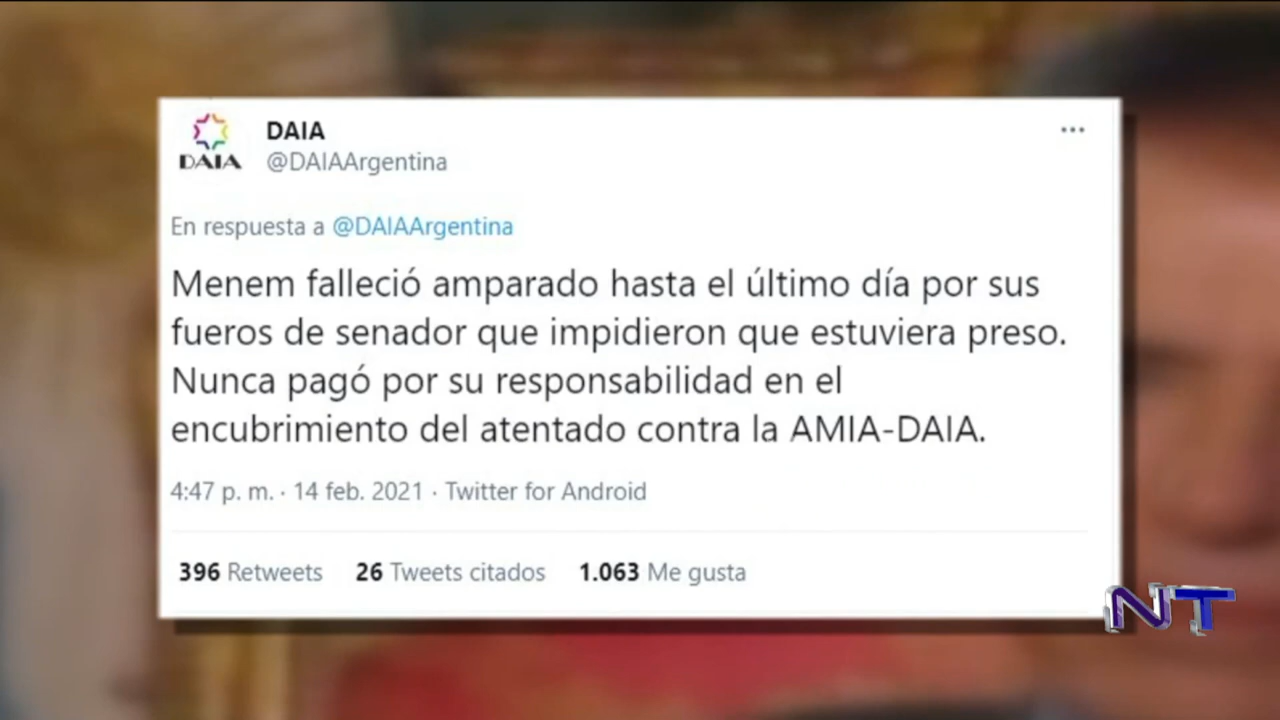 DAIA
DAIA
@DAIAArgentina
En respuesta a @DAIAArgentina
Menem falleció amparado hasta el último día por sus
fueros de senador que impidieron que estuviera preso.
Nunca pagó por su responsabilidad en el
encubrimiento del atentado contra la AMIA-DAIA.
4:47 p. m. · 14 feb. 2021 · Twitter for Android
396 Retweets 26 Tweets citados 1.063 Me gusta
NT